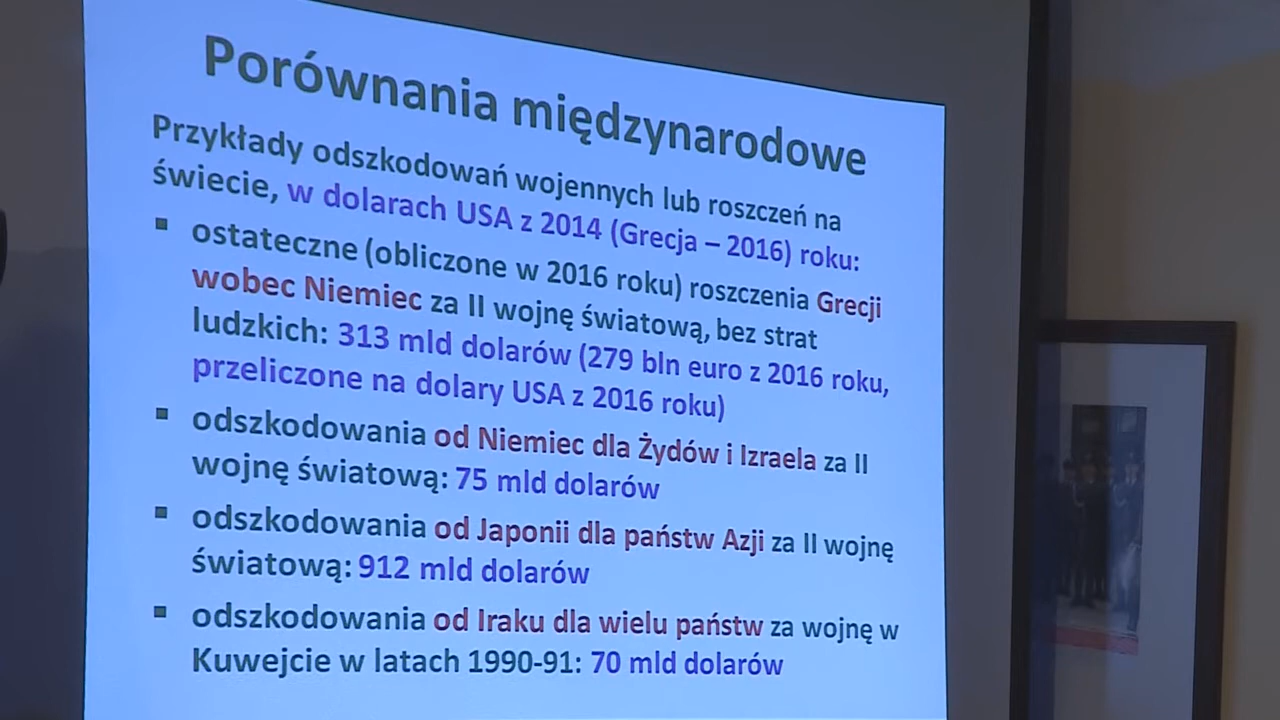 Porównania międzynarodowe
Przykłady odszkodowań wojennych lub roszczeń na
świecie, w dolarach USA z 2014 (Grecja – 2016) roku:
▪ ostateczne (obliczone w 2016 roku) roszczenia Grecji
wobec Niemiec za II wojnę światową, bez strat
ludzkich: 313 mld dolarów (279 bln euro z 2016 roku,
przeliczone na dolary USA z 2016 roku)
▪ odszkodowania od Niemiec dla Żydów i Izraela za II
wojnę światową: 75 mld dolarów
▪ odszkodowania od Japonii dla państw Azji za II wojnę
światową: 912 mld dolarów
▪ odszkodowania od Iraku dla wielu państw za wojnę w
Kuwejcie w latach 1990-91: 70 mld dolarów